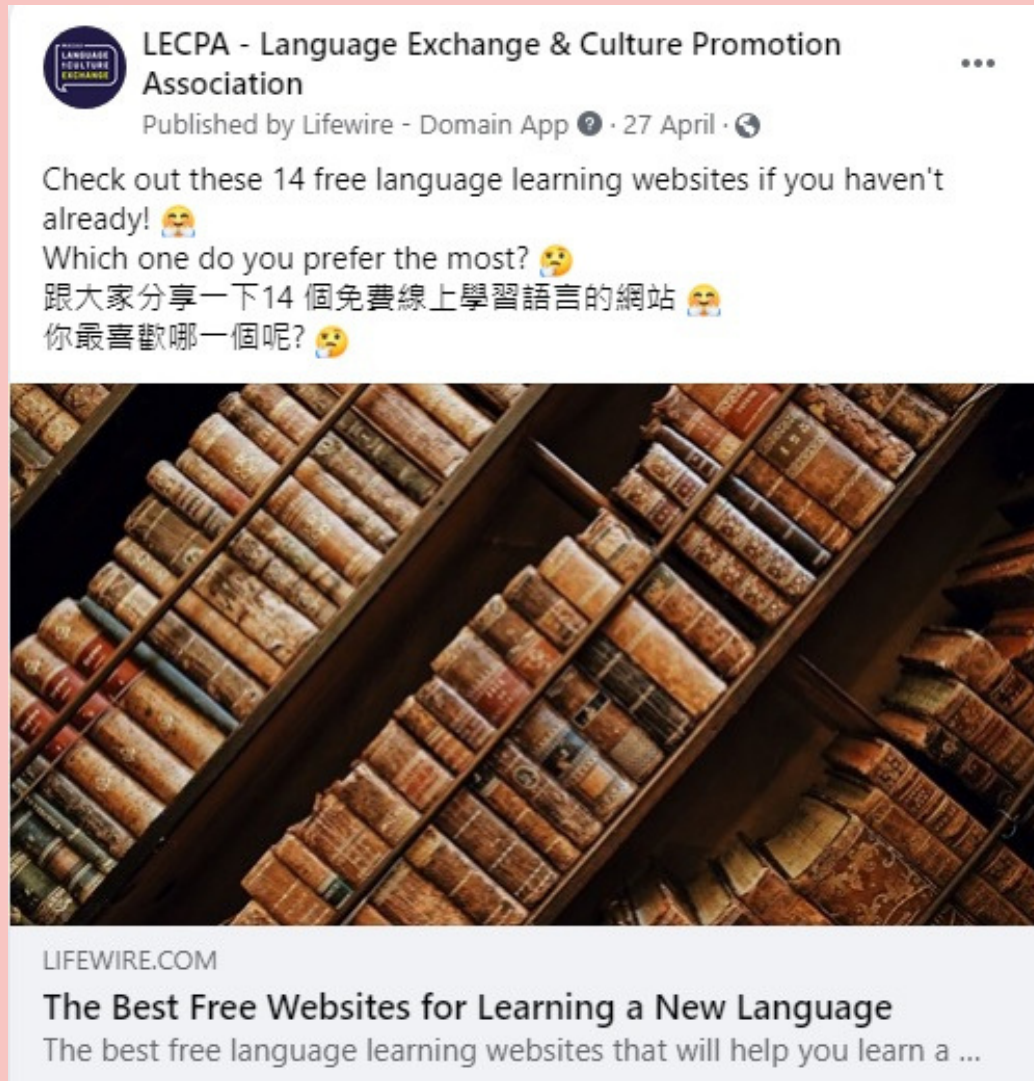 LANGUAGE
+CULTURE
EXCHANGE
LECPA - Language Exchange & Culture Promotion
Association
Published by Lifewire - Domain App · 27 April ·
Check out these 14 free language learning websites if you haven't
already! 🤗
Which one do you prefer the most? 🤔
跟大家分享一下14 個免費線上學習語言的網站 🤗
你最喜歡哪一個呢? 🤔
LIFEWIRE.COM
The Best Free Websites for Learning a New Language
The best free language learning websites that will help you learn a ...